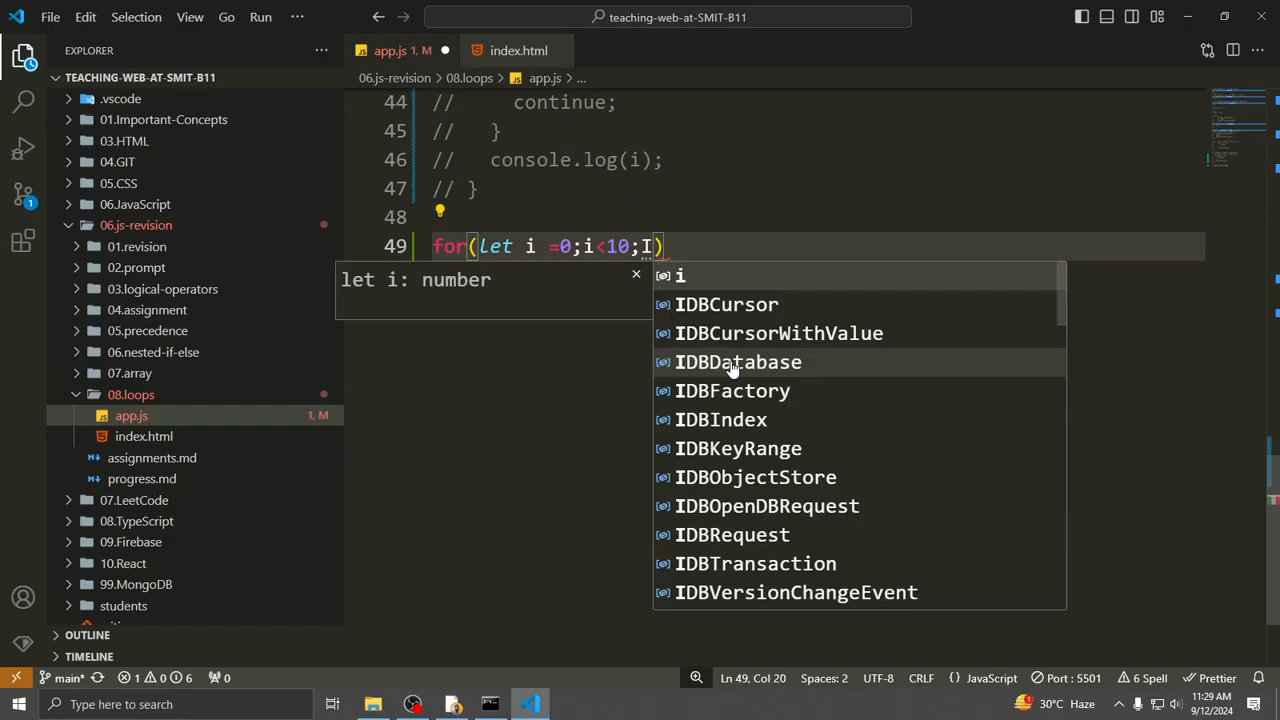 File Edit Selection View Go Run ··· teaching-web-at-SMIT-B11
EXPLORER ···
TEACHING-WEB-AT-SMIT-B11
.vscode
01.Important-Concepts
03.HTML
04.GIT
05.CSS
06.JavaScript
06.js-revision
01.revision
02.prompt
03.logical-operators
04.assignment
05.precedence
06.nested-if-else
07.array
08.loops
JS app.js 1, M
index.html
assignments.md
progress.md
07.LeetCode
08.TypeScript
09.Firebase
10.React
99.MongoDB
students
OUTLINE
TIMELINE
JS app.js 1, M index.html
06.js-revision > 08.loops > JS app.js > ...
44 // continue;
45 // }
46 // console.log(i);
47 // }
48
49 for(let i =0;i<10;I)
let i: number
i
IDBCursor
IDBCursorWithValue
IDBDatabase
IDBFactory
IDBIndex
IDBKeyRange
IDBObjectStore
IDBOpenDBRequest
IDBRequest
IDBTransaction
IDBVersionChangeEvent
main* 1 0 6 0 Ln 49, Col 20 Spaces: 2 UTF-8 CRLF {} JavaScript Port : 5501 6 Spell Prettier
Type here to search 30°C Haze 11:29 AM
9/12/2024